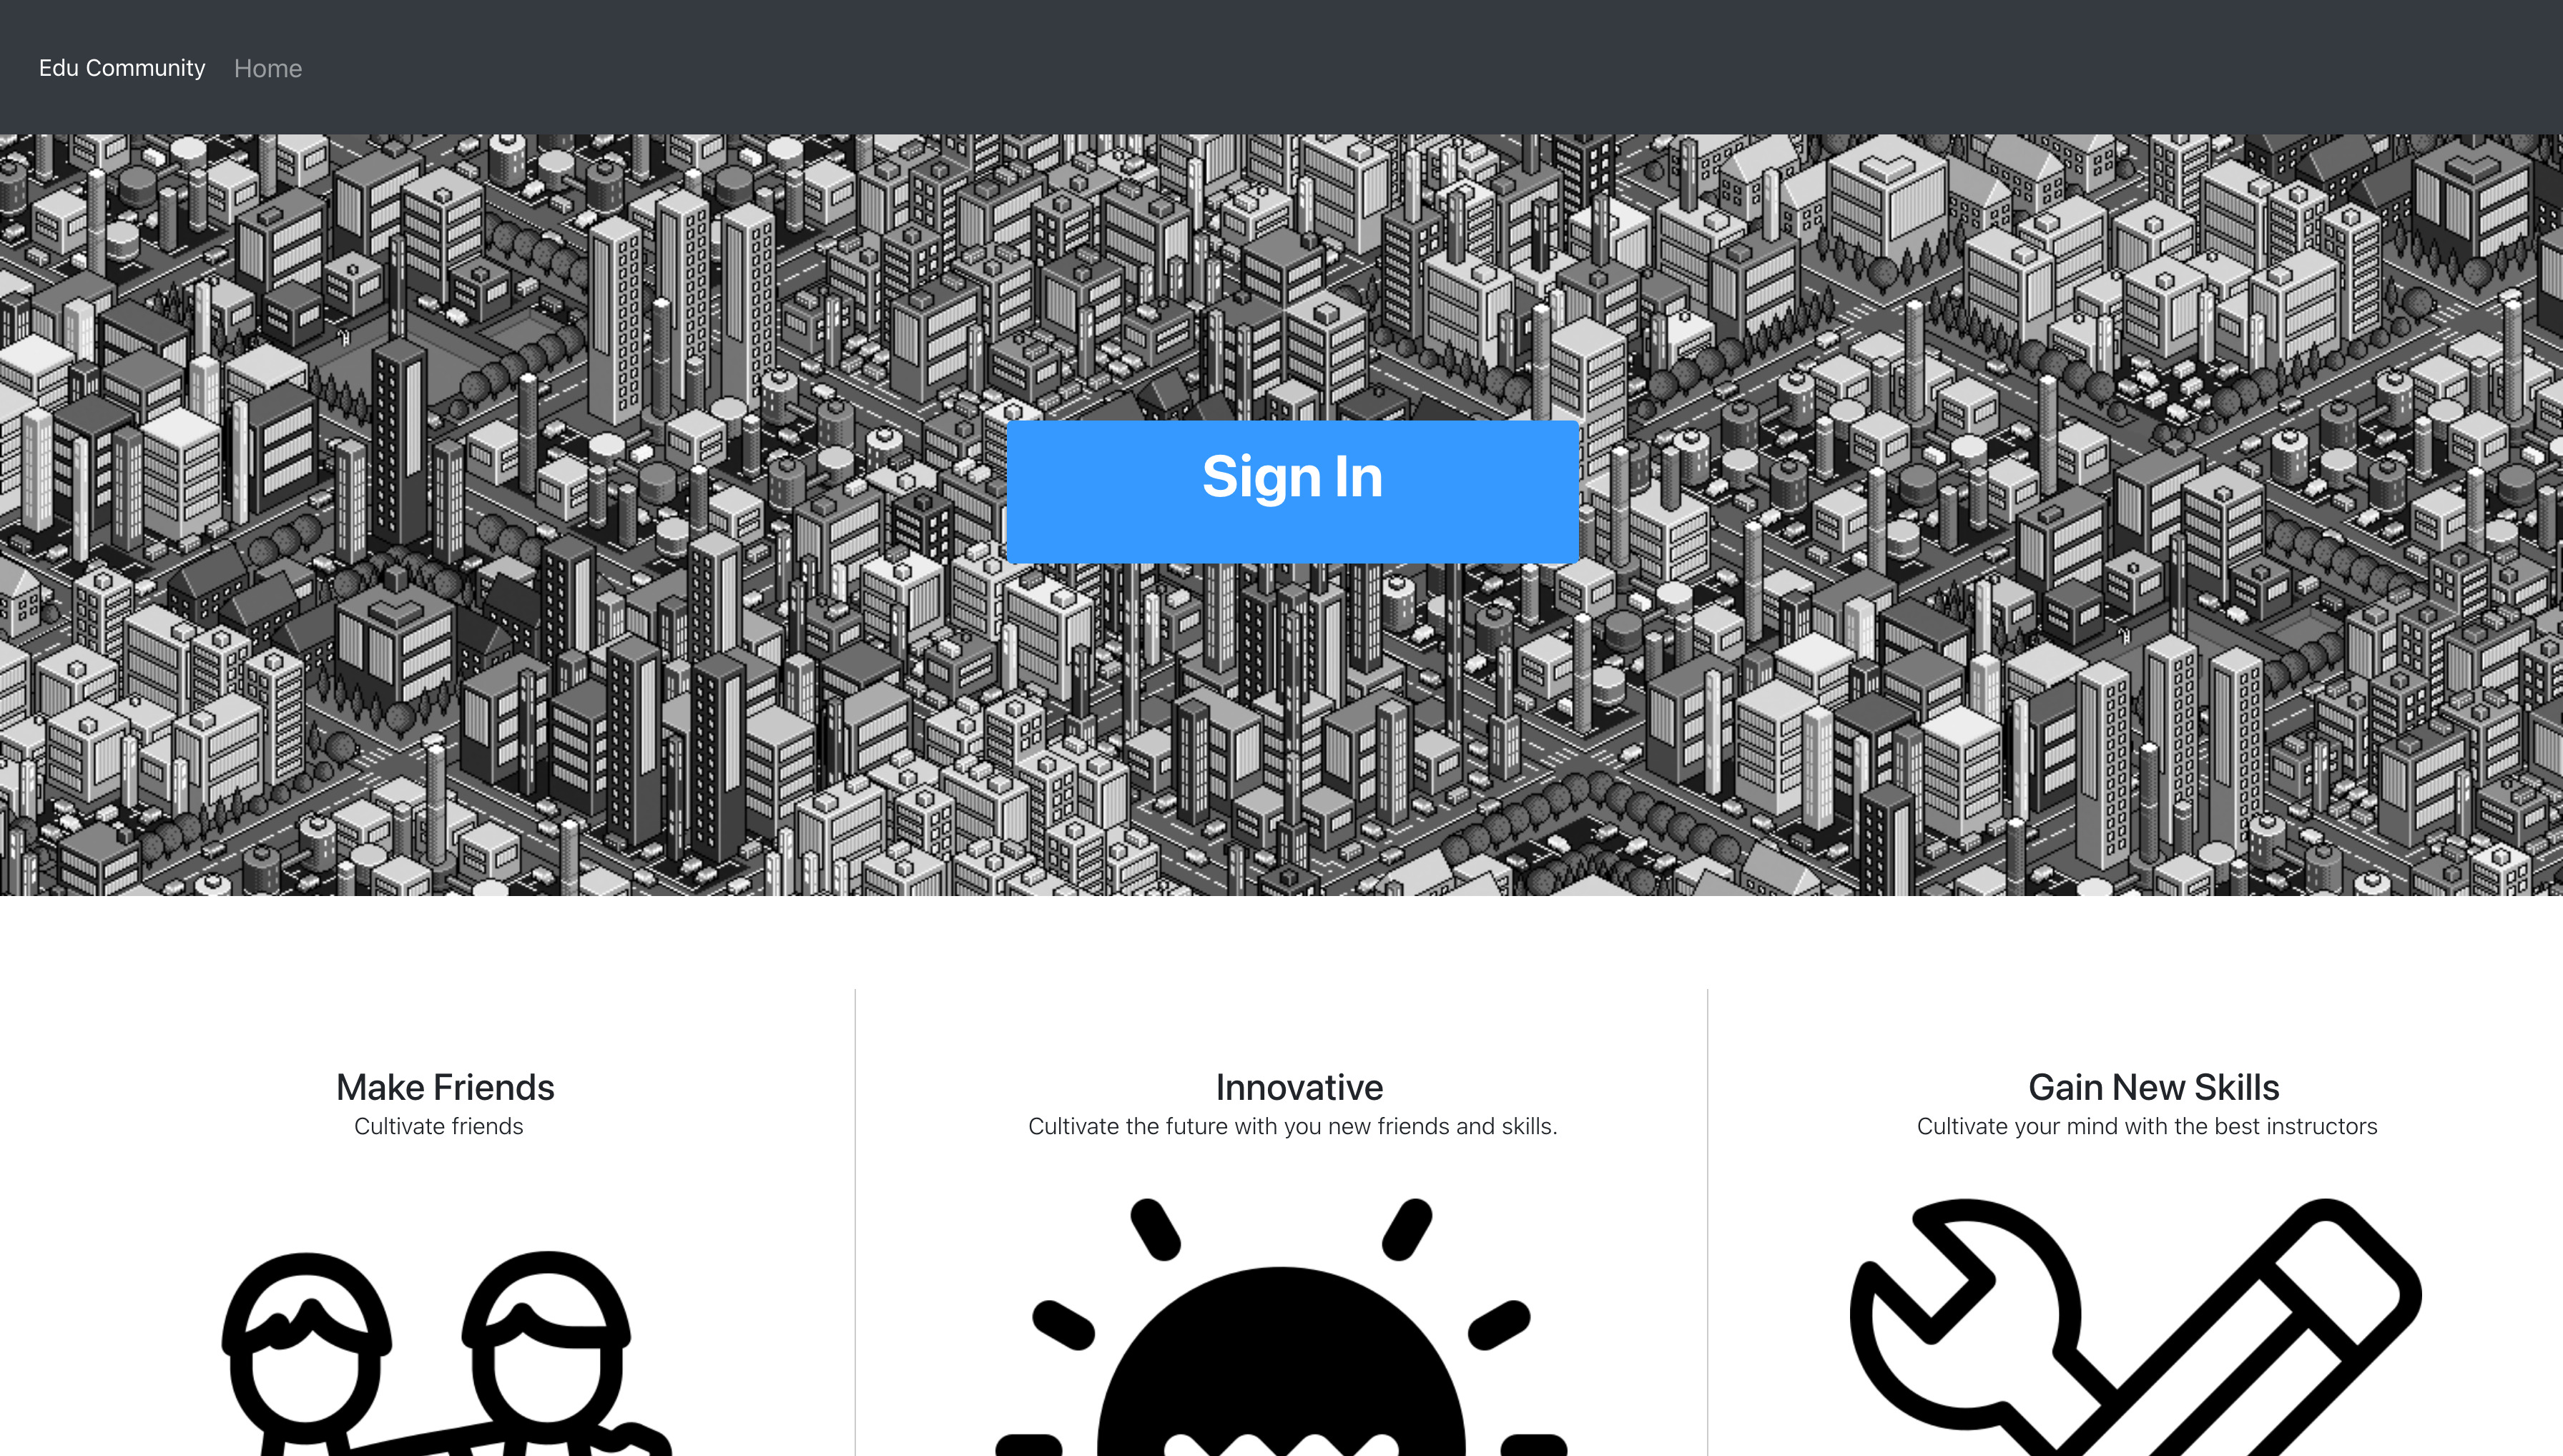 Edu Community Home
Sign In
Make Friends
Cultivate friends
Innovative
Cultivate the future with you new friends and skills.
Gain New Skills
Cultivate your mind with the best instructors